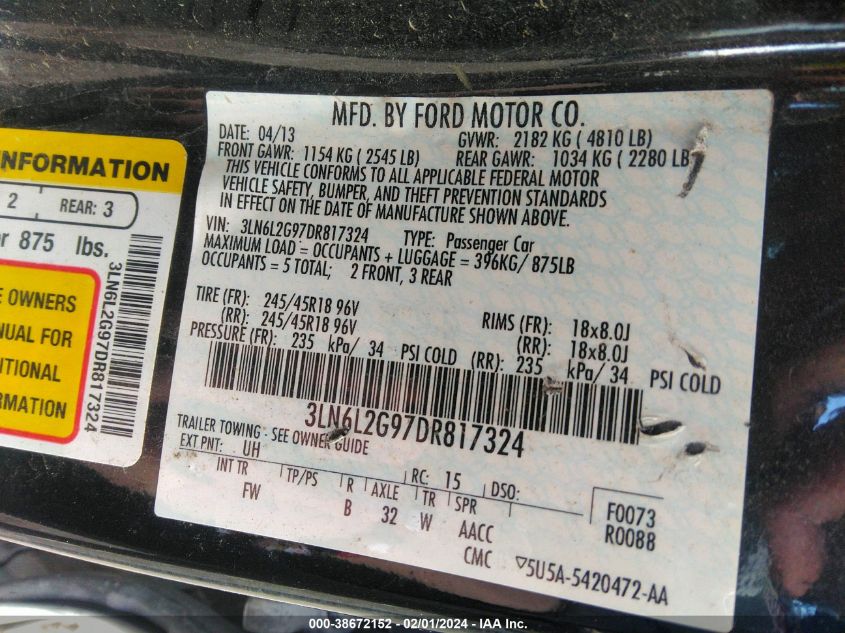 INFORMATION
2 REAR: 3
875 lbs.
OWNERS
FOR
3LN6L2G97DR817324
MFD. BY FORD MOTOR CO.
DATE: 04/13 GVWR: 2182 KG ( 4810 LB)
FRONT GAWR: 1154 KG ( 2545 LB) REAR GAWR: 1034 KG ( 2280 LB)
THIS VEHICLE CONFORMS TO ALL APPLICABLE FEDERAL MOTOR
VEHICLE SAFETY, BUMPER, AND THEFT PREVENTION STANDARDS
IN EFFECT ON THE DATE OF MANUFACTURE SHOWN ABOVE.
VIN: 3LN6L2G97DR817324 TYPE: Passenger Car
MAXIMUM LOAD = OCCUPANTS + LUGGAGE = 396KG/ 875LB
OCCUPANTS = 5 TOTAL; 2 FRONT, 3 REAR
TIRE (FR): 245/45R18 96V RIMS (FR): 18x8.0J
(RR): 245/45R18 96V (RR): 18x8.0J
PRESSURE (FR): 235 kPa/ 34 PSI COLD (RR): 235 kPa/ 34 PSI COLD
3LN6L2G97DR817324
TRAILER TOWING - SEE OWNER GUIDE
EXT PNT: UH RC: 15 DSO:
INT TR TP/PS R AXLE TR SPR F0073
FW B 32 W AACC R0088
CMC ▽5U5A-5420472-AA
000-38672152 - 02/01/2024 - IAA Inc.